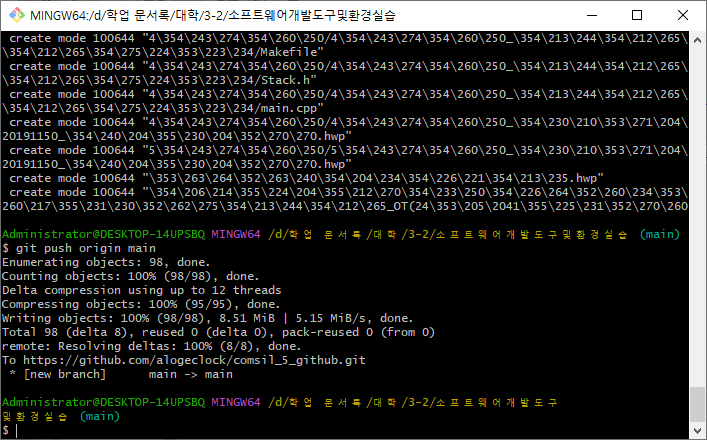 MINGW64:/d/학업 문서록/대학/3-2/소프트웨어개발도구및환경실습
create mode 100644 "4\354\243\274\354\260\250/4\354\243\274\354\260\250_\354\213\244\354\212\265\
\354\212\265\354\275\224\353\223\234/Makefile"
create mode 100644 "4\354\243\274\354\260\250/4\354\243\274\354\260\250_\354\213\244\354\212\265\
\354\212\265\354\275\224\353\223\234/Stack.h"
create mode 100644 "4\354\243\274\354\260\250/4\354\243\274\354\260\250_\354\213\244\354\212\265\
\354\212\265\354\275\224\353\223\234/main.cpp"
create mode 100644 "4\354\243\274\354\260\250/4\354\243\274\354\260\250_\354\230\210\353\271\204\
20191150_\354\240\204\355\230\204\352\270\270.hwp"
create mode 100644 "5\354\243\274\354\260\250/5\354\243\274\354\260\250_\354\230\210\353\271\204\
20191150_\354\240\204\355\230\204\352\270\270.hwp"
create mode 100644 "\353\263\264\352\263\240\354\204\234\354\226\221\354\213\235.hwp"
create mode 100644 "\354\206\214\355\224\204\355\212\270\354\233\250\354\226\264\352\260\234\353\
260\217\355\231\230\352\262\275\354\213\244\354\212\265_OT(24\353\205\2041\355\225\231\352\270\260
Administrator@DESKTOP-14UPSBQ MINGW64 /d/학업 문서록/대학/3-2/소프트웨어개발도구및환경실습 (main)
$ git push origin main
Enumerating objects: 98, done.
Counting objects: 100% (98/98), done.
Delta compression using up to 12 threads
Compressing objects: 100% (95/95), done.
Writing objects: 100% (98/98), 8.51 MiB | 5.15 MiB/s, done.
Total 98 (delta 8), reused 0 (delta 0), pack-reused 0 (from 0)
remote: Resolving deltas: 100% (8/8), done.
To https://github.com/alogeclock/comsil_5_github.git
* [new branch] main -> main
Administrator@DESKTOP-14UPSBQ MINGW64 /d/학업 문서록/대학/3-2/소프트웨어개발도구
및환경실습 (main)
$